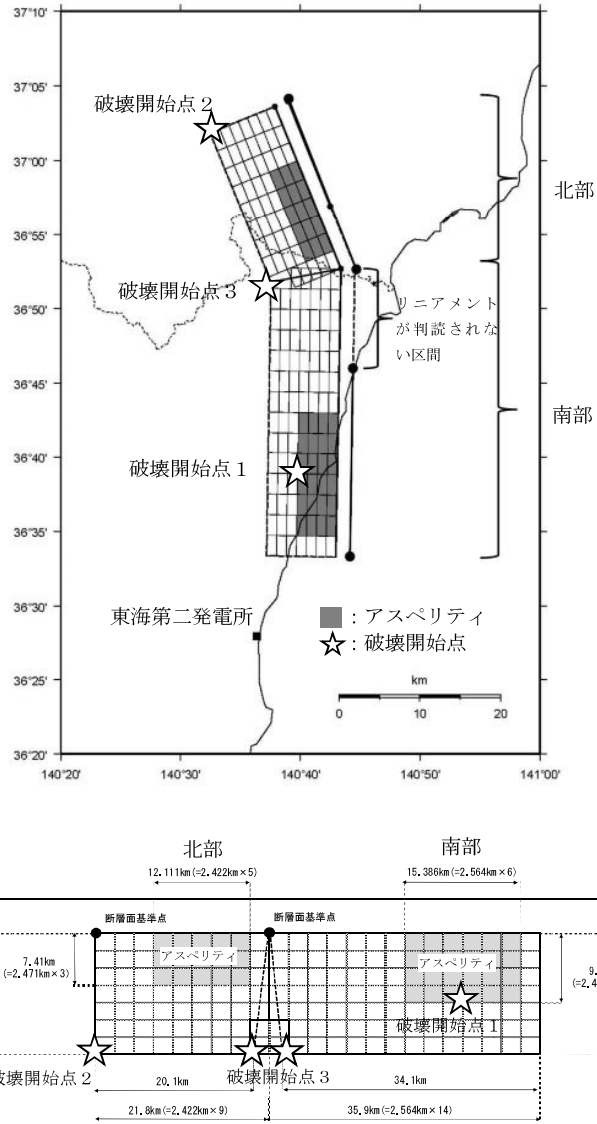 37°10'
37°05'
37°00'
36°55'
36°50'
36°45'
36°40'
36°35'
36°30'
36°25'
36°20'
140°20'
140°30'
140°40'
140°50'
141°00'
破壊開始点 2
破壊開始点 3
破壊開始点 1
北部
リニアメント
が判読されな
い区間
南部
東海第二発電所
：アスペリティ
：破壊開始点
km
0
10
20
北部
南部
12.111km(=2.422km×5)
15.386km(=2.564km×6)
断層面基準点
断層面基準点
7.41km
(=2.471km×3)
アスペリティ
アスペリティ
9.
(=2.4
破壊開始点 1
壊開始点 2
破壊開始点 3
20.1km
34.1km
21.8km(=2.422km×9)
35.9km(=2.564km×14)